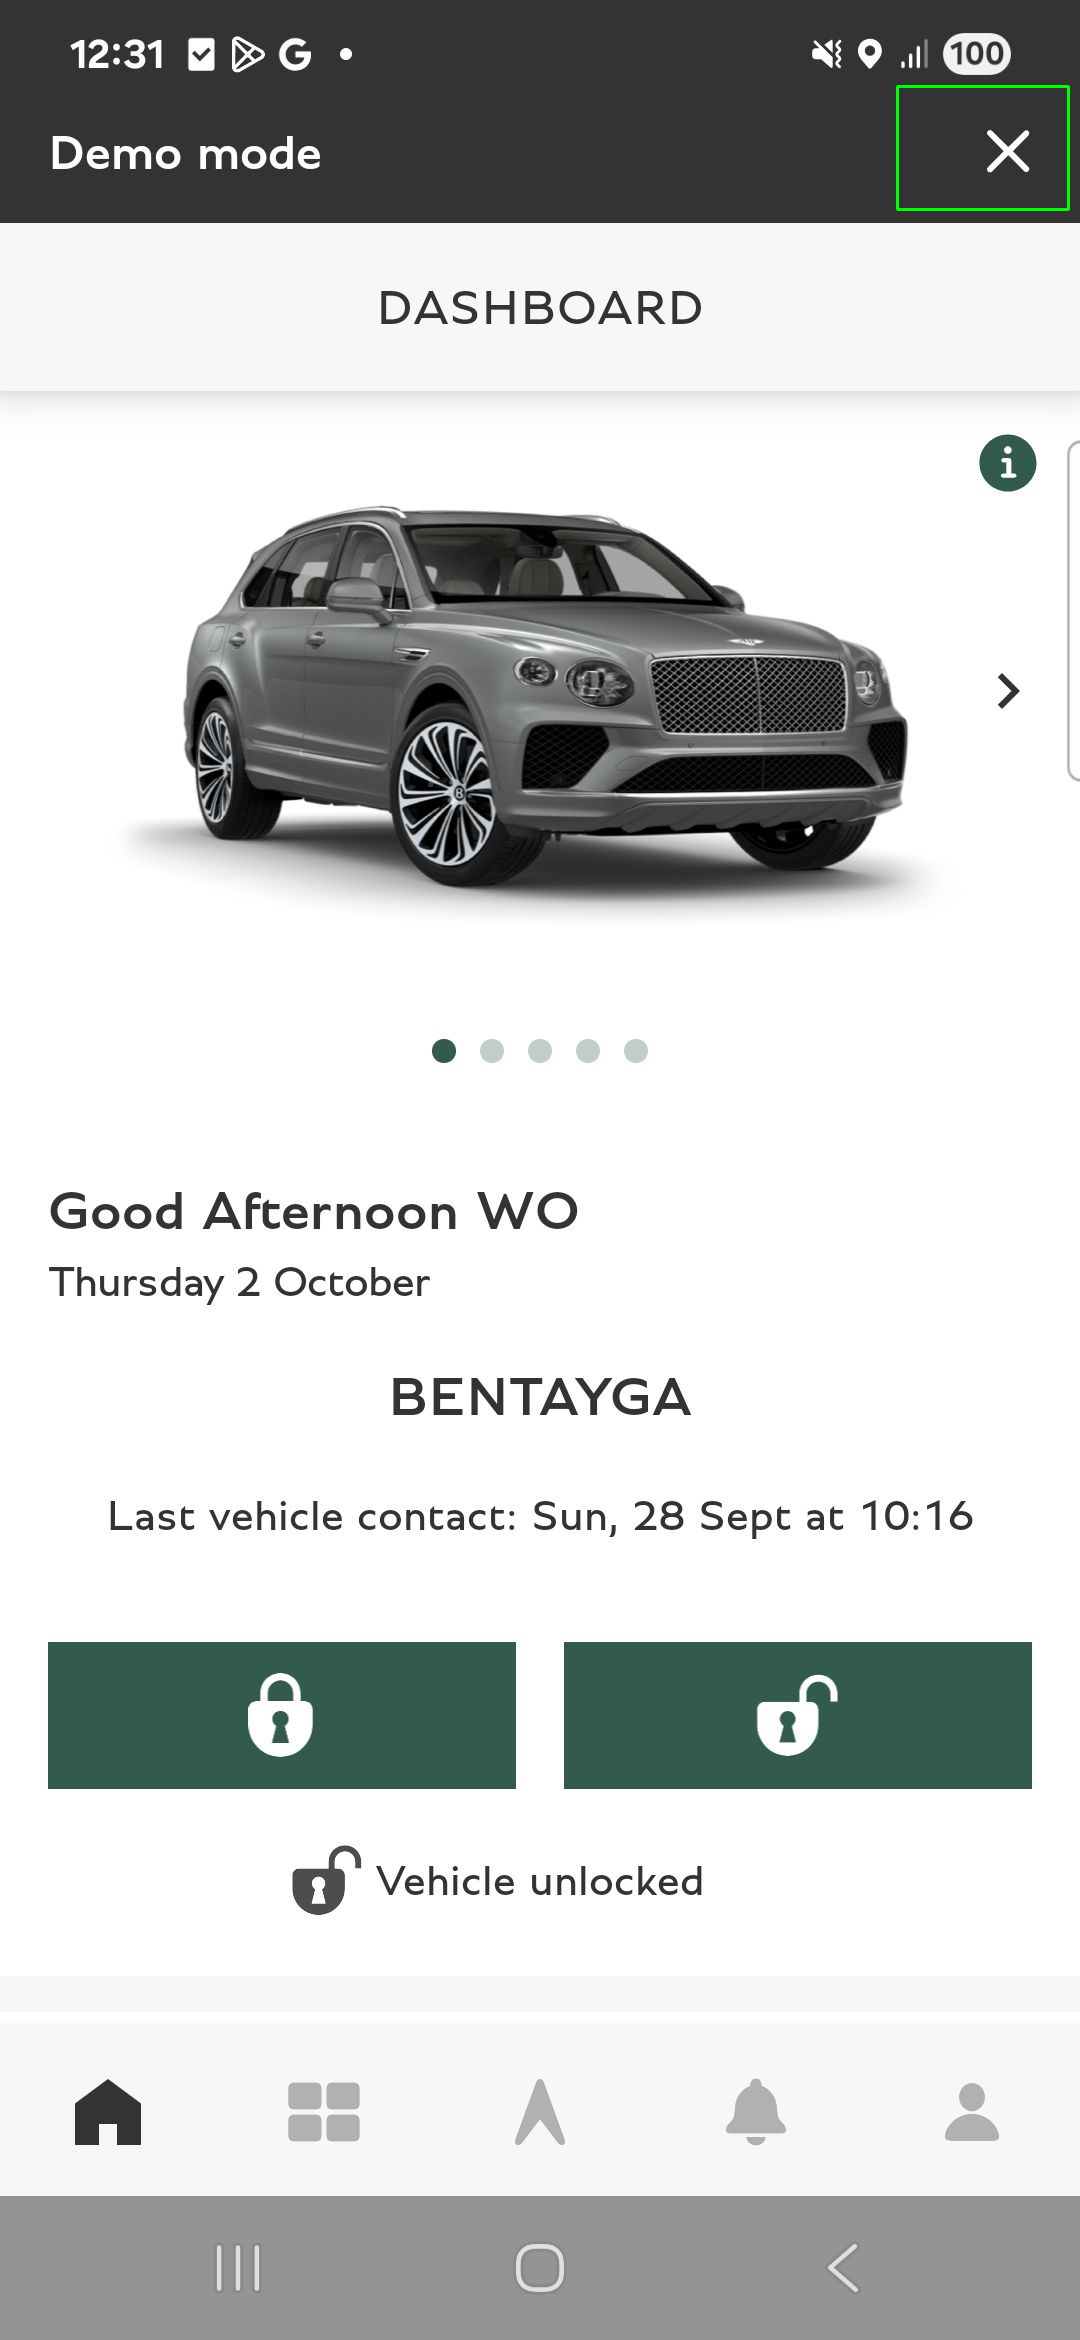 12:31
100
Demo mode
DASHBOARD
Good Afternoon WO
Thursday 2 October
BENTAYGA
Last vehicle contact: Sun, 28 Sept at 10:16
Vehicle unlocked